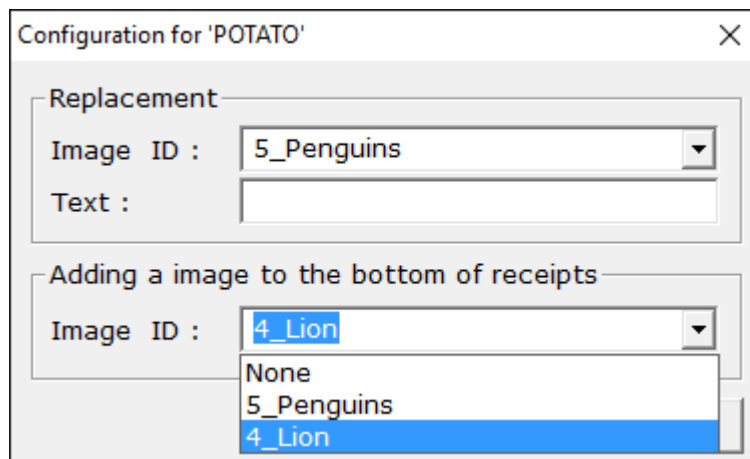 Configuration for 'POTATO'
Replacement
Image ID : 5_Penguins
Text :
Adding a image to the bottom of receipts
Image ID : 4_Lion
None
5_Penguins
4_Lion